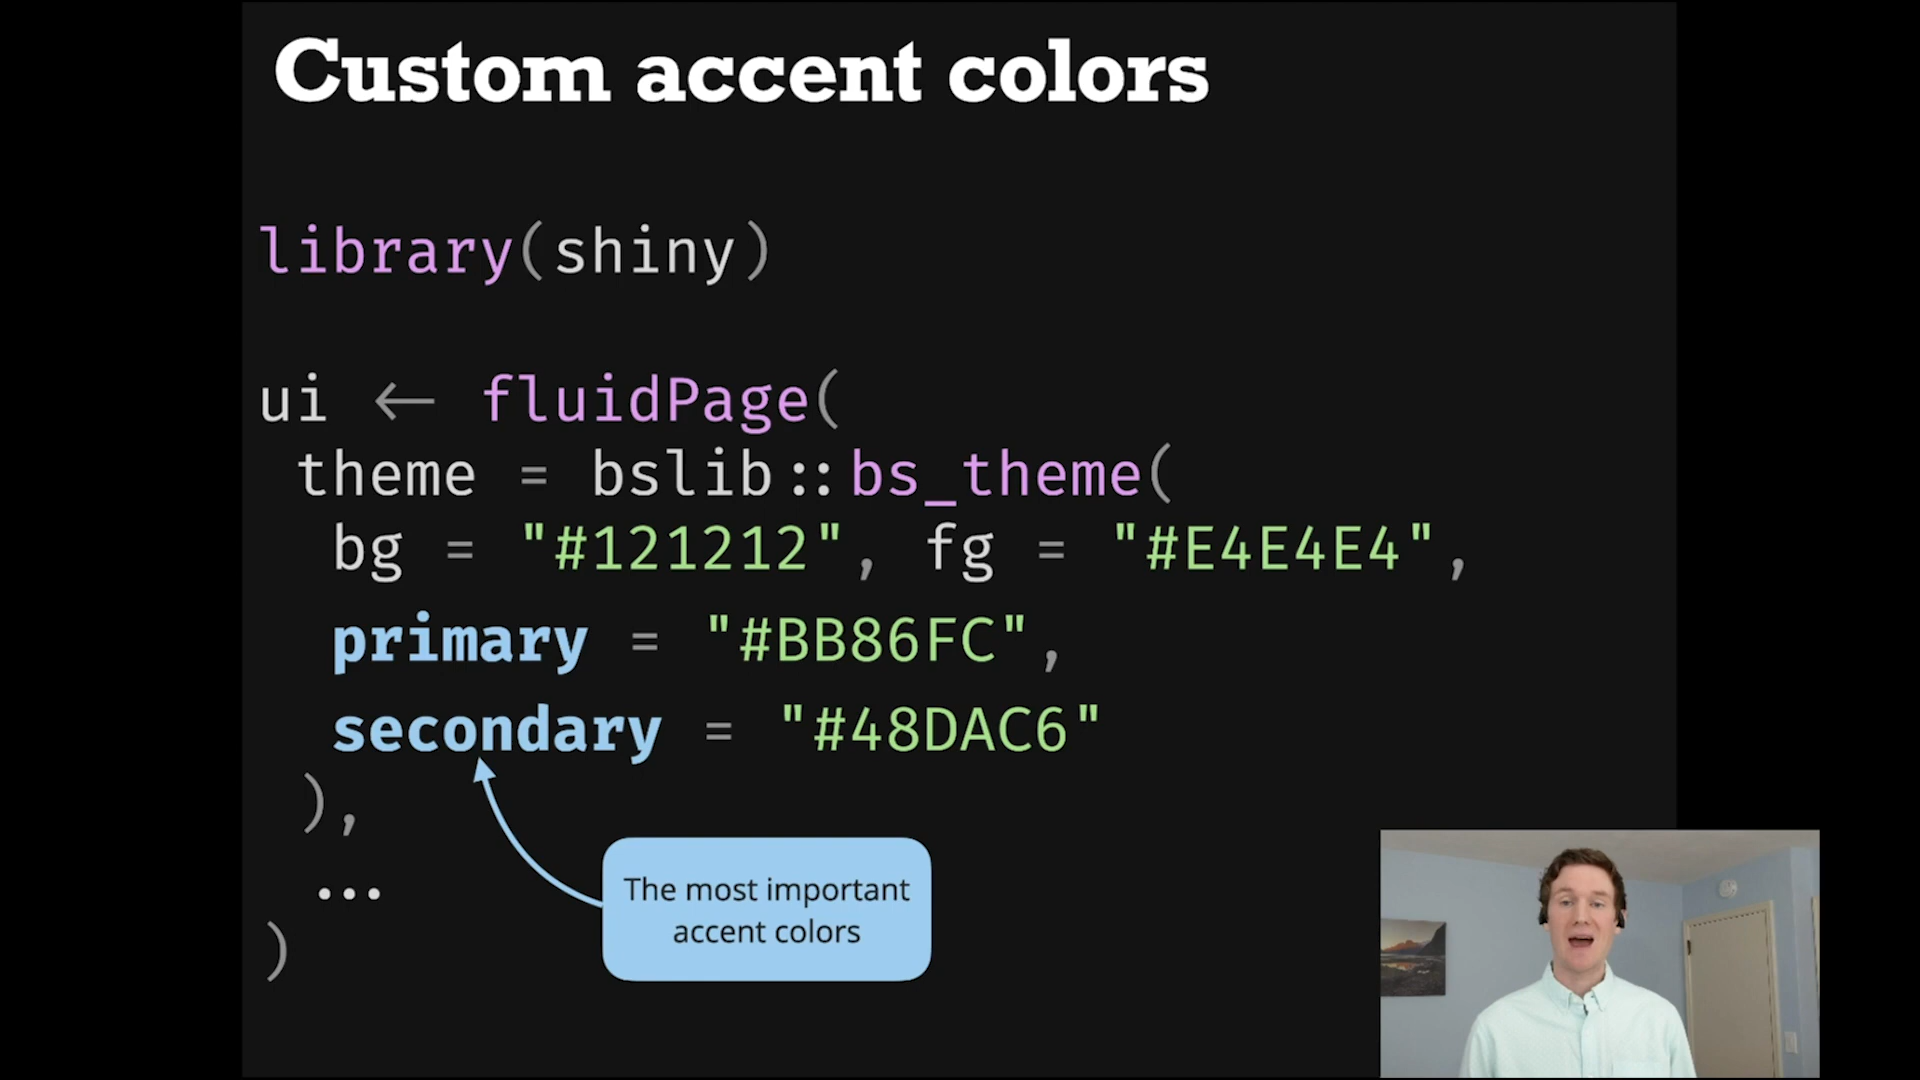 Custom accent colors
library(shiny)
ui ← fluidPage(
theme = bslib::bs_theme(
bg = "#121212", fg = "#E4E4E4",
primary = "#BB86FC",
secondary = "#48DAC6"
),
...
)
The most important
accent colors